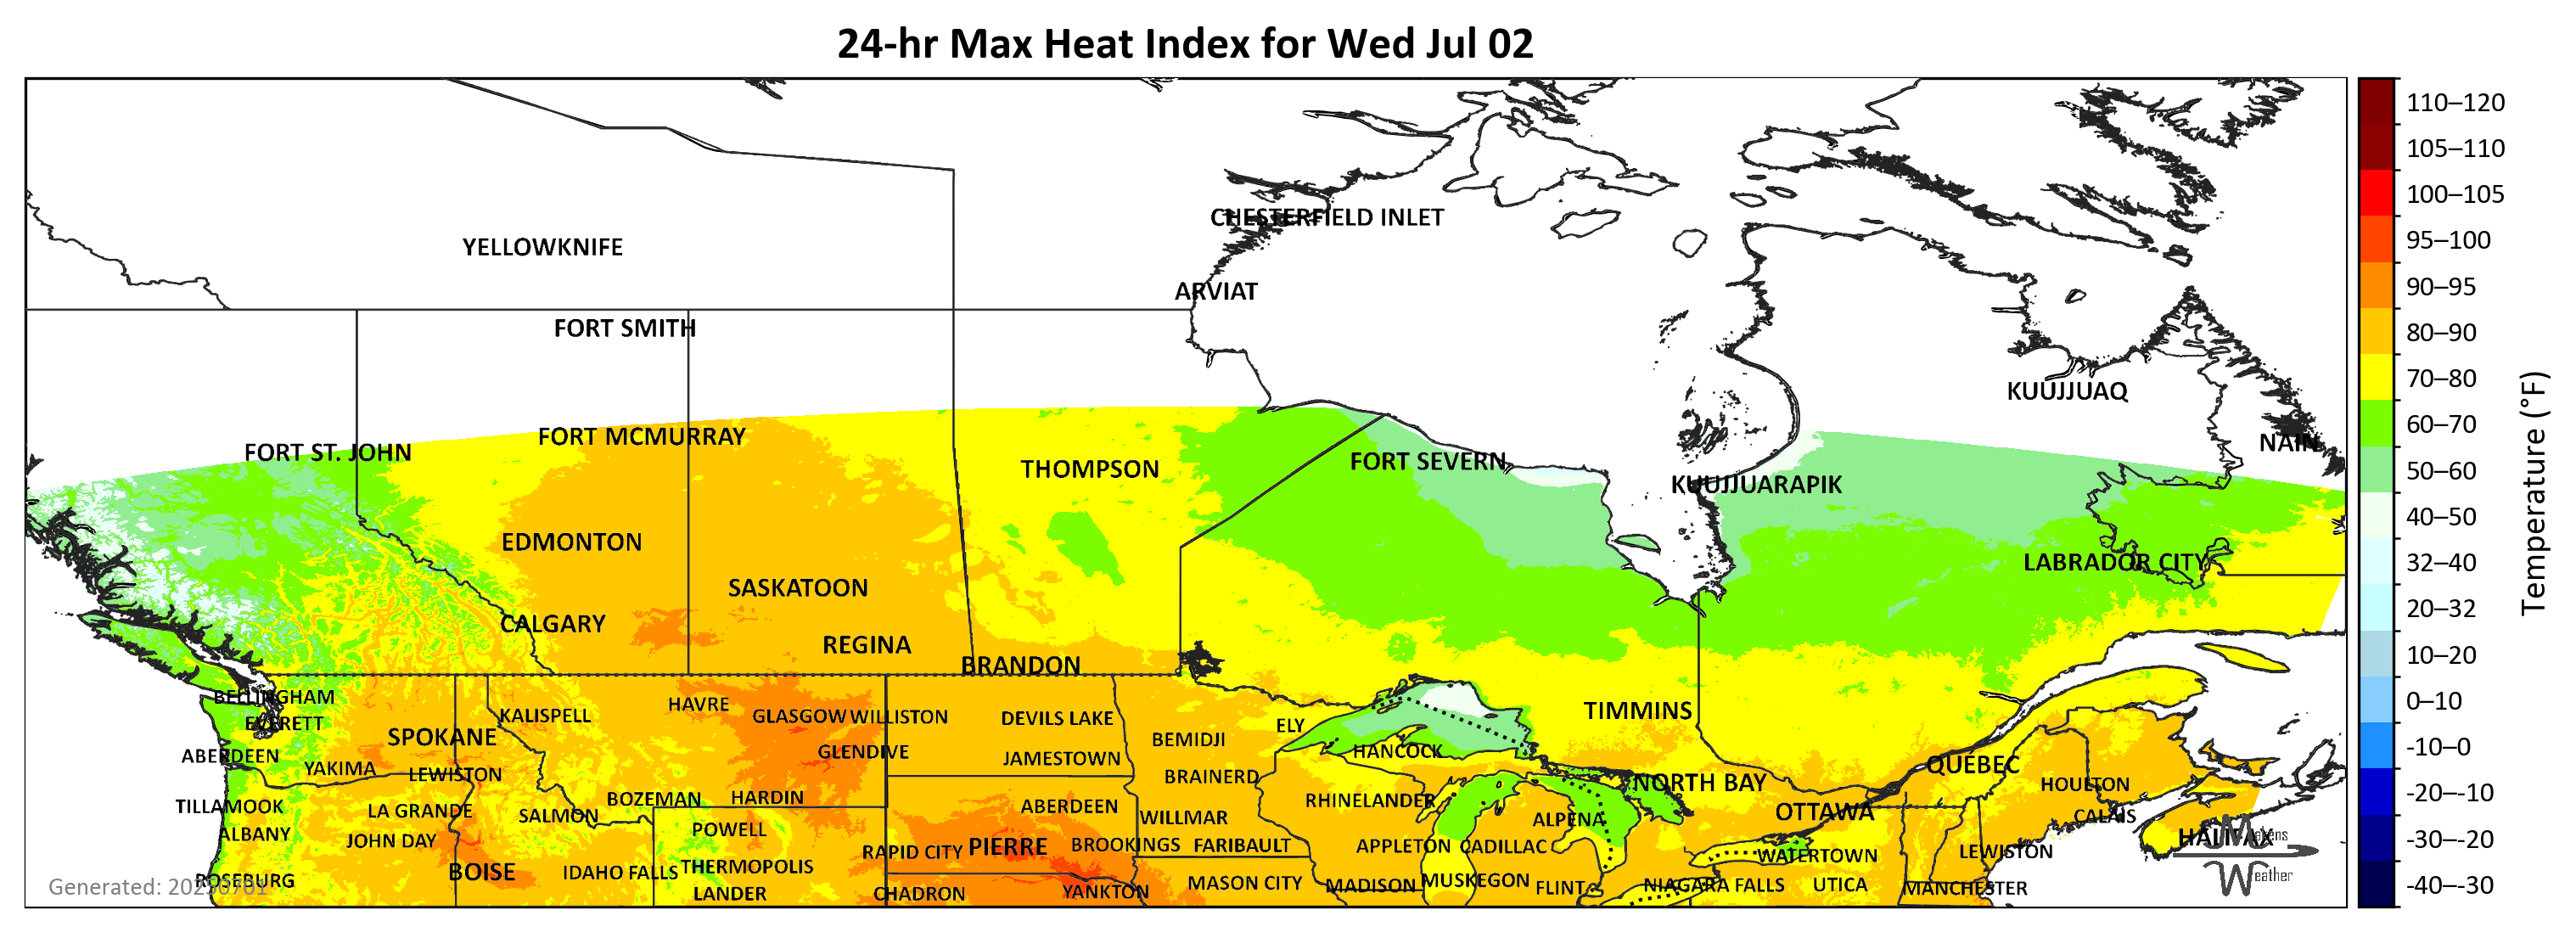 24-hr Max Heat Index for Wed Jul 02
CHESTERFIELD INLET
YELLOWKNIFE
ARVIAT
FORT SMITH
KUUJJUAQ
FORT MCMURRAY
NAIN
FORT ST. JOHN
FORT SEVERN
THOMPSON
KUUJJUARAPIK
EDMONTON
LABRADOR CITY
SASKATOON
CALGARY
REGINA
BRANDON
BELLINGHAM
HAVRE
TIMMINS
KALISPELL
GLASGOW WILLISTON
DEVILS LAKE
EVERETT
ELY
SPOKANE
BEMIDJI
GLENDIVE
HANCOCK
ABERDEEN
JAMESTOWN
QUEBEC
YAKIMA
LEWISTON
BRAINERD
NORTH BAY
HOULTON
BOZEMAN
HARDIN
RHINELANDER
TILLAMOOK
LA GRANDE
ABERDEEN
SALMON
WILLMAR
ALPENA
OTTAWA
CALAIS
ALBANY
POWELL
HALIFAX
JOHN DAY
RAPID CITY
PIERRE
BROOKINGS
FARIBAULT
APPLETON
CADILLAC
WATERTOWN
LEWISTON
BOISE
IDAHO FALLS
THERMOPOLIS
ROSEBURG
MASON CITY
MADISON
MUSKEGON
FLINT
NIAGARA FALLS
UTICA
MANCHESTER
LANDER
CHADRON
YANKTON
Generated: 20250701
Makens
Weather
110–120
105–110
100–105
95–100
90–95
80–90
70–80
60–70
50–60
40–50
32–40
20–32
10–20
0–10
-10–0
-20–-10
-30–-20
-40–-30
Temperature (°F)